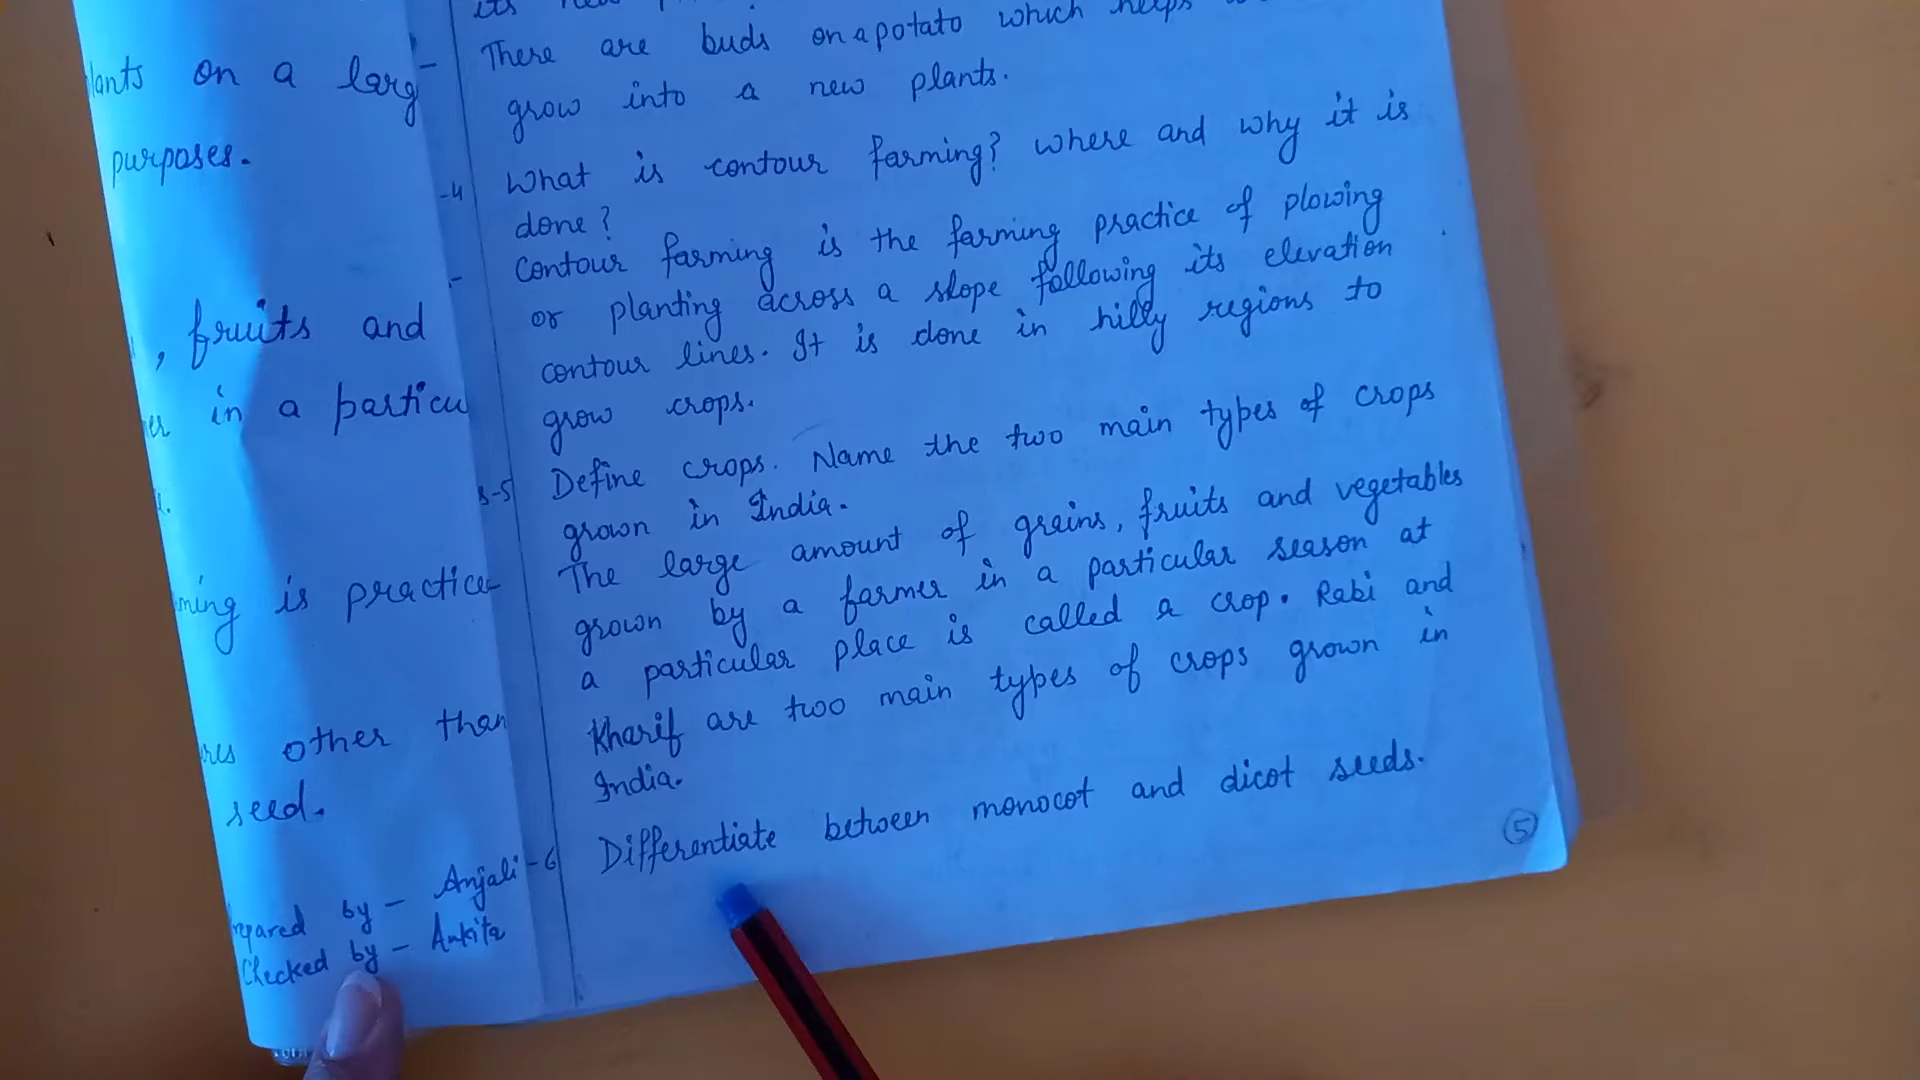 lants on a larg
purposes.
, fruits and
in a particu
ming is practice
other than
seed.
by - Anjali
Checked by - Ankita
There are buds on a potato which helps
grow into a new plants.
-4 What is contour farming? Where and why it is
done?
- Contour farming is the farming practice of plowing
or planting across a slope following its elevation
contour lines. It is done in hilly regions to
grow crops.
-5 Define crops. Name the two main types of crops
grown in India.
The large amount of grains, fruits and vegetables
grown by a farmer in a particular season at
a particular place is called a crop. Rabi and
Kharif are two main types of crops grown in
India.
-6 Differentiate between monocot and dicot seeds.
5